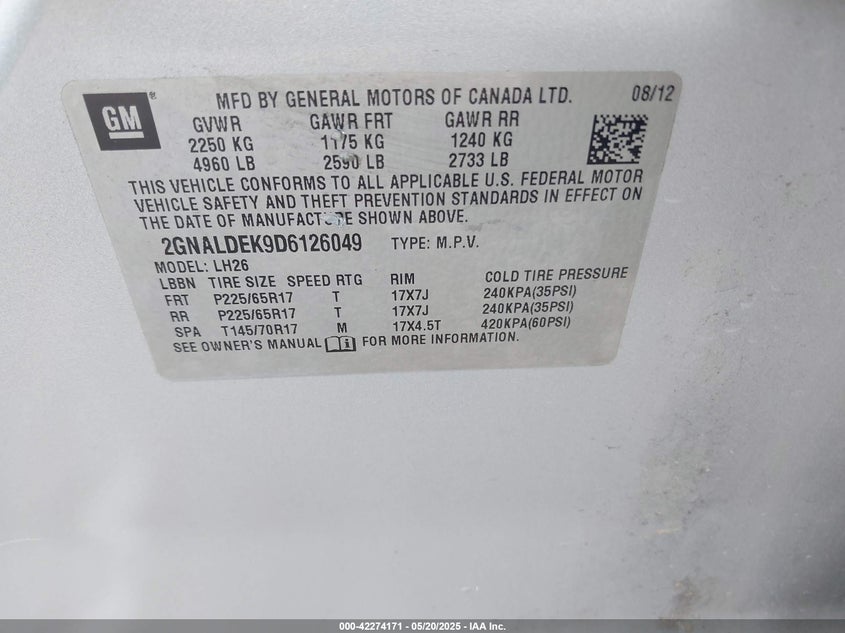 GM ®
MFD BY GENERAL MOTORS OF CANADA LTD. 08/12
GVWR GAWR FRT GAWR RR
2250 KG 1175 KG 1240 KG
4960 LB 2590 LB 2733 LB
THIS VEHICLE CONFORMS TO ALL APPLICABLE U.S. FEDERAL MOTOR
VEHICLE SAFETY AND THEFT PREVENTION STANDARDS IN EFFECT ON
THE DATE OF MANUFACTURE SHOWN ABOVE.
2GNALDEK9D6126049 TYPE: M.P.V.
MODEL: LH26
LBBN TIRE SIZE SPEED RTG RIM COLD TIRE PRESSURE
FRT P225/65R17 T 17X7J 240KPA(35PSI)
RR P225/65R17 T 17X7J 240KPA(35PSI)
SPA T145/70R17 M 17X4.5T 420KPA(60PSI)
SEE OWNER'S MANUAL i FOR MORE INFORMATION.
000-42274171 — 05/20/2025 — IAA Inc.